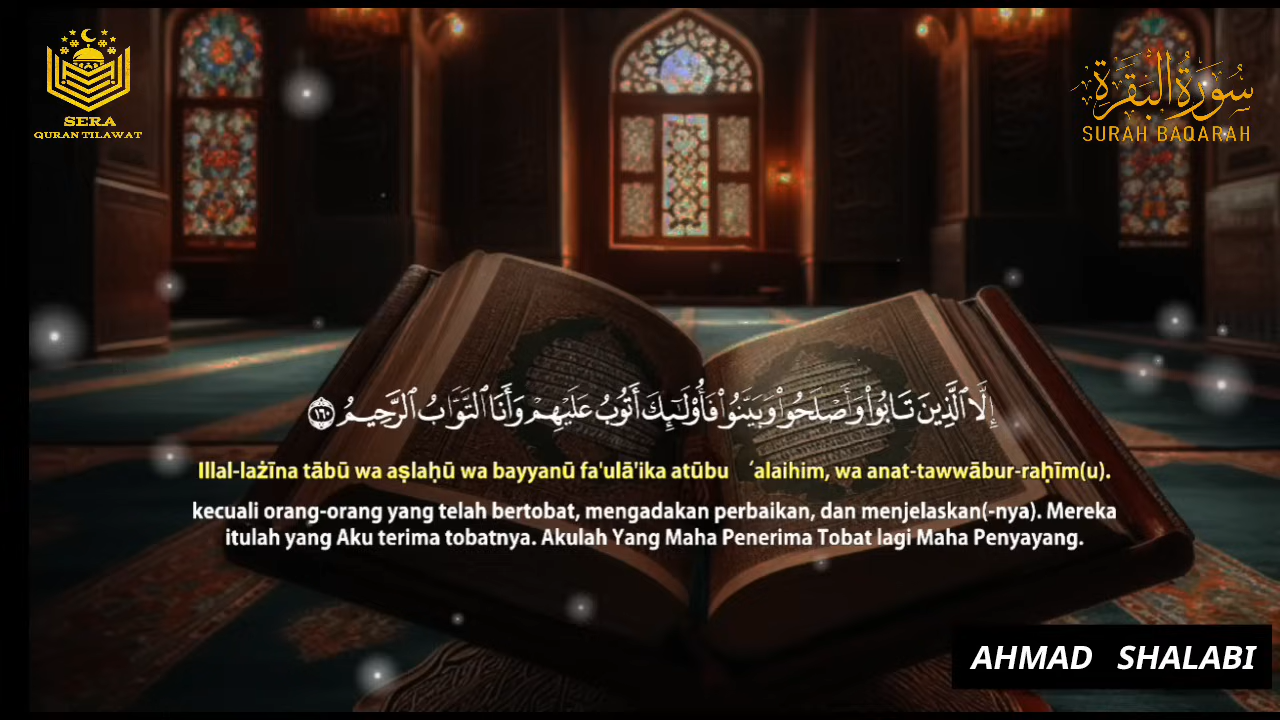 SERA
QURAN TILAWAT
سُورَةُ البَقَرَةِ
SURAH BAQARAH
إِلَّا ٱلَّذِينَ تَابُوا۟ وَأَصْلَحُوا۟ وَبَيَّنُوا۟ فَأُو۟لَـٰٓئِكَ أَتُوبُ عَلَيْهِمْ وَأَنَا ٱلتَّوَّابُ ٱلرَّحِيمُ ١٦٠
Illal-lażīna tābū wa aṣlaḥū wa bayyanū fa'ulā'ika atūbu ‘alaihim, wa anat-tawwābur-raḥīm(u).
kecuali orang-orang yang telah bertobat, mengadakan perbaikan, dan menjelaskan(-nya). Mereka
itulah yang Aku terima tobatnya. Akulah Yang Maha Penerima Tobat lagi Maha Penyayang.
AHMAD SHALABI